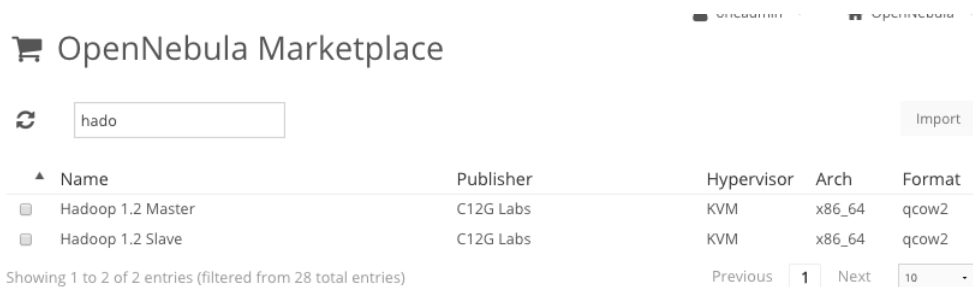 oneadmin OpenNebula
OpenNebula Marketplace
hado Import
Name Publisher Hypervisor Arch Format
Hadoop 1.2 Master C12G Labs KVM x86_64 qcow2
Hadoop 1.2 Slave C12G Labs KVM x86_64 qcow2
Showing 1 to 2 of 2 entries (filtered from 28 total entries) Previous 1 Next 10